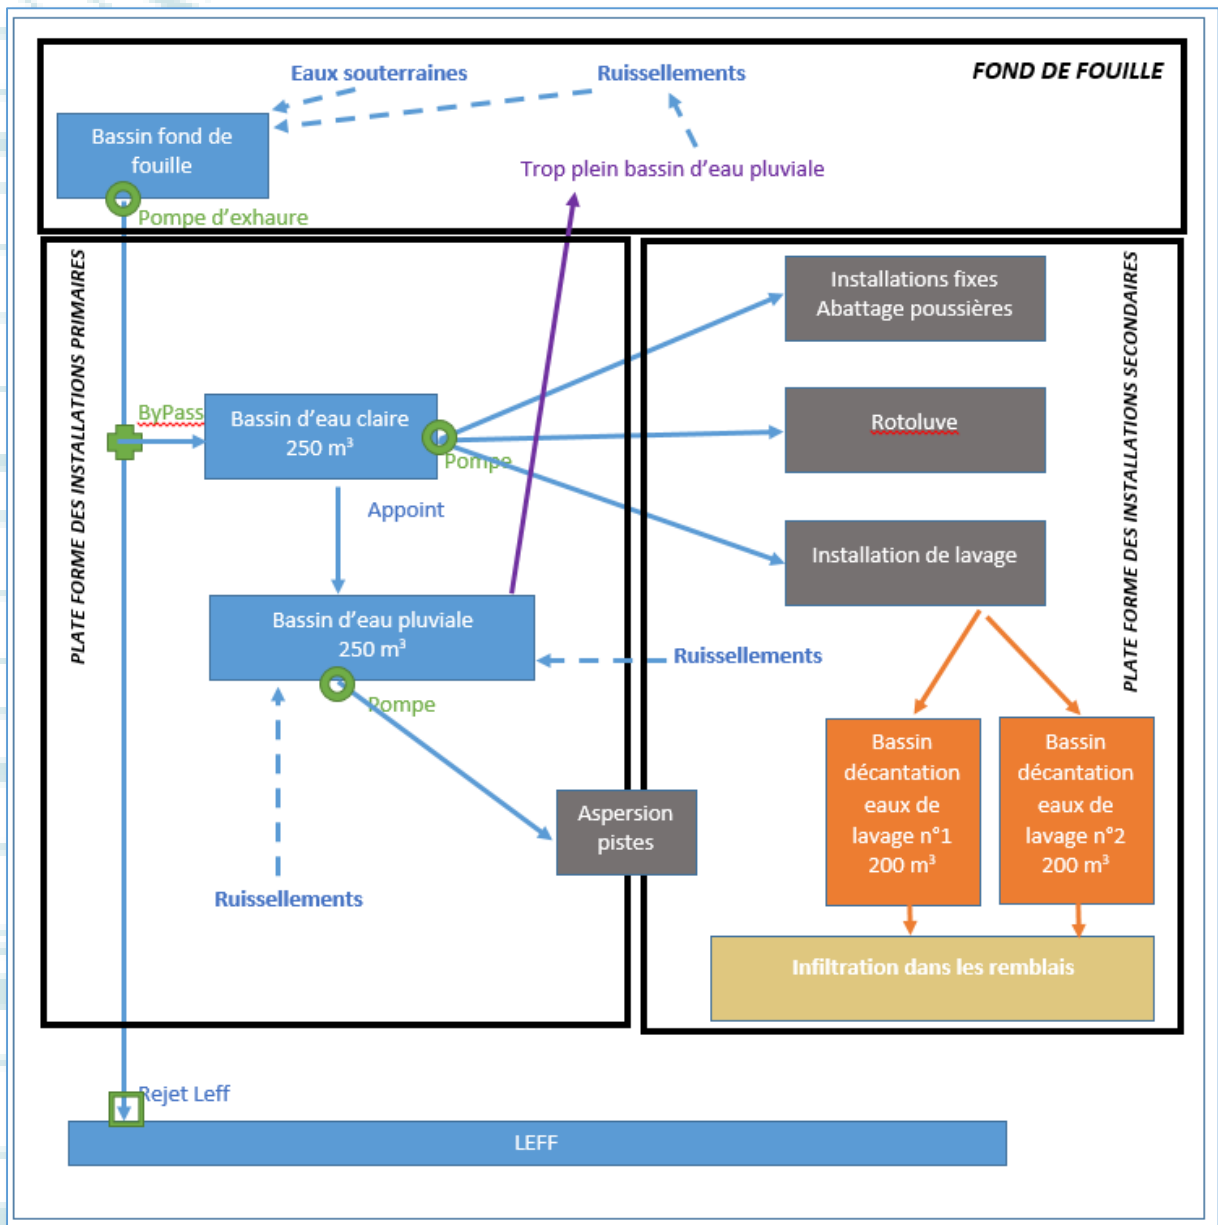 FOND DE FOUILLE
Eaux souterraines
Ruissellements
Bassin fond de
fouille
Trop plein bassin d'eau pluviale
Pompe d'exhaure
PLATE FORME DES INSTALLATIONS PRIMAIRES
PLATE FORME DES INSTALLATIONS SECONDAIRES
Installations fixes
Abattage poussières
ByPass
Bassin d'eau claire
250 m³
Pompe
Rotoluve
Appoint
Installation de lavage
Bassin d'eau pluviale
250 m³
Ruissellements
Pompe
Bassin
décantation
eaux de
lavage n°1
200 m³
Bassin
décantation
eaux de
lavage n°2
200 m³
Aspersion
pistes
Ruissellements
Infiltration dans les remblais
Rejet Leff
LEFF